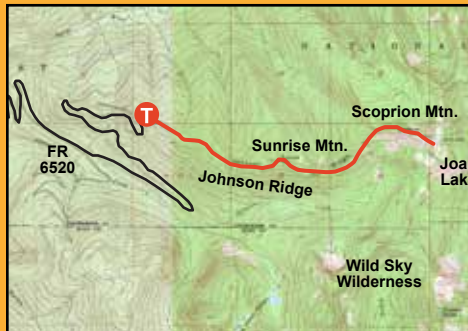 N A T I O N A
Scoprion Mtn.
T
Sunrise Mtn.
FR
6520
Joa
Lak
Johnson Ridge
Wild Sky
Wilderness